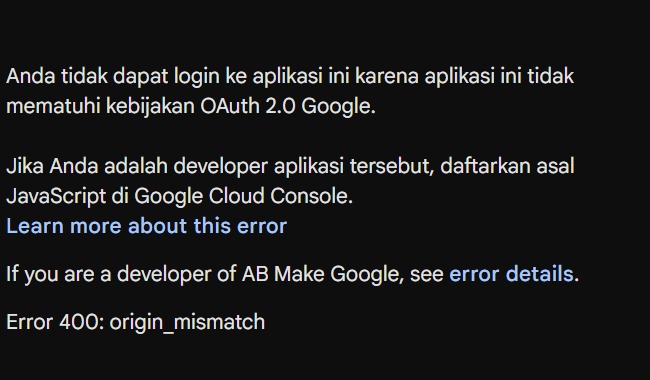 Anda tidak dapat login ke aplikasi ini karena aplikasi ini tidak
mematuhi kebijakan OAuth 2.0 Google.
Jika Anda adalah developer aplikasi tersebut, daftarkan asal
JavaScript di Google Cloud Console.
Learn more about this error
If you are a developer of AB Make Google, see error details.
Error 400: origin_mismatch